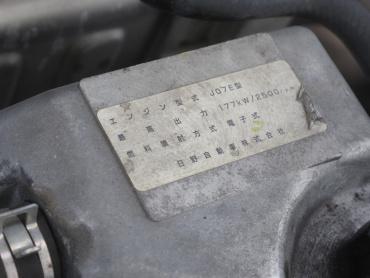 エンジン型式 J07E型
最高出力 177kW/2500
燃料噴射方式 電子式
日野自動車株式会社